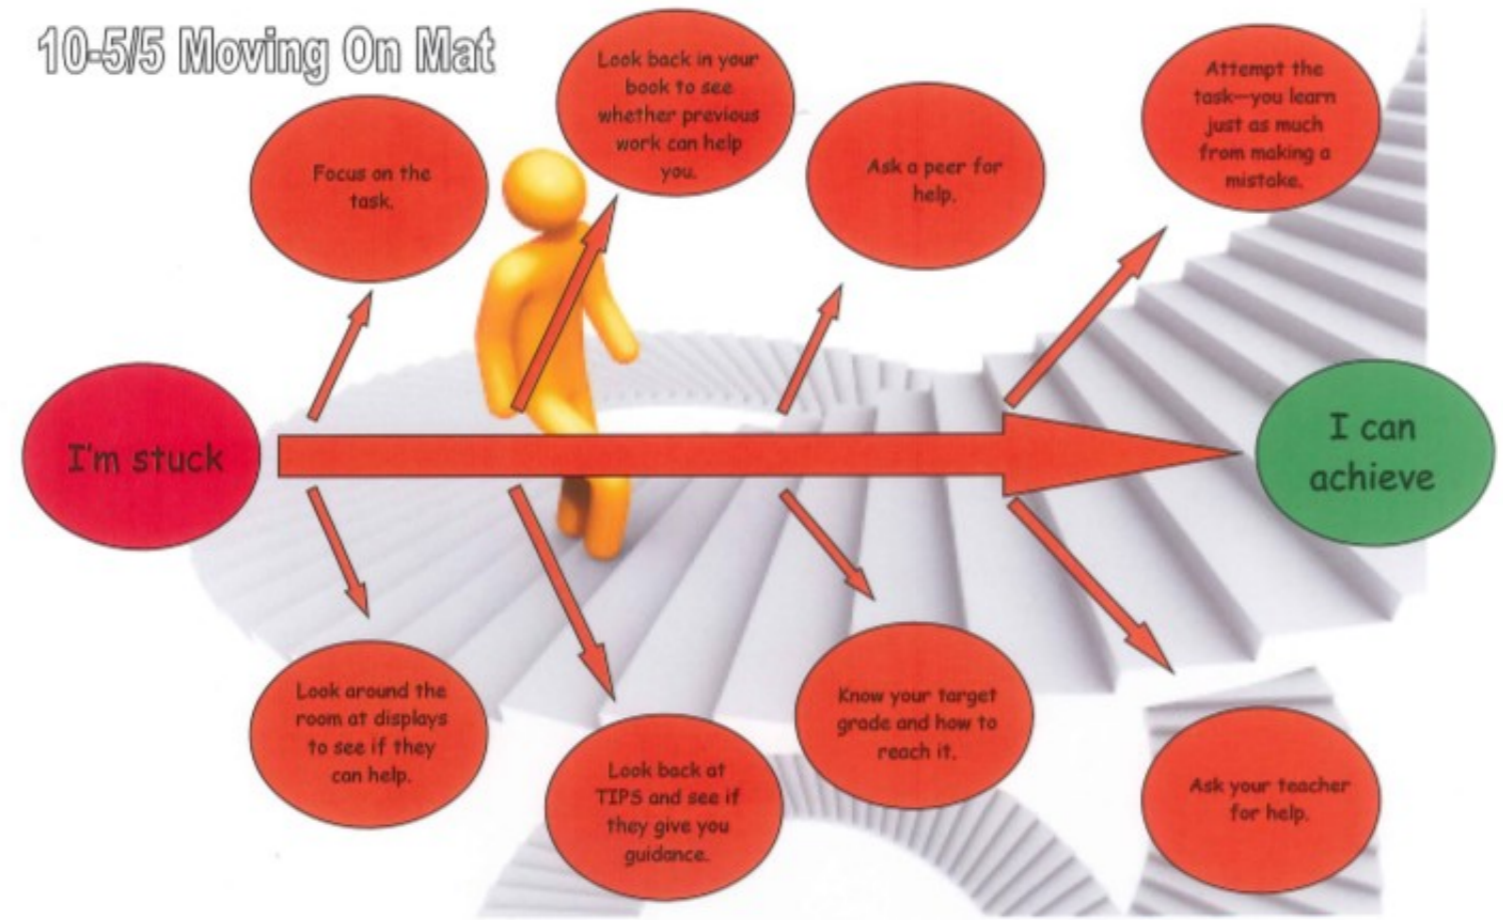 10-5/5 Moving On Mat
Focus on the
task.
Look back in your
book to see
whether previous
work can help
you.
Ask a peer for
help.
Attempt the
task—you learn
just as much
from making a
mistake.
I'm stuck
I can
achieve
Look around the
room at displays
to see if they
can help.
Look back at
TIPS and see if
they give you
guidance.
Know your target
grade and how to
reach it.
Ask your teacher
for help.